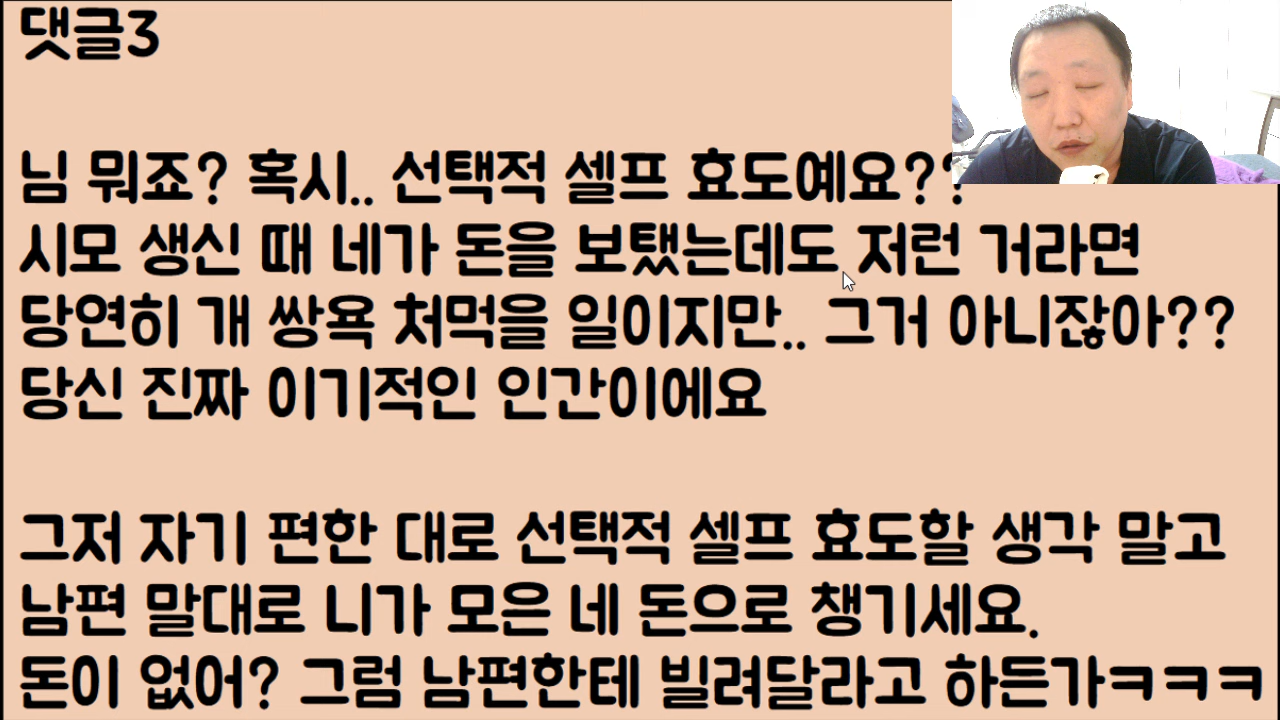 댓글3
님 뭐죠? 혹시.. 선택적 셀프 효도예요??
시모 생신 때 네가 돈을 보탰는데도 저런 거라면
당연히 개 쌍욕 처먹을 일이지만.. 그거 아니잖아??
당신 진짜 이기적인 인간이에요
그저 자기 편한 대로 선택적 셀프 효도할 생각 말고
남편 말대로 니가 모은 네 돈으로 챙기세요.
돈이 없어? 그럼 남편한테 빌려달라고 하든가ㅋㅋㅋ